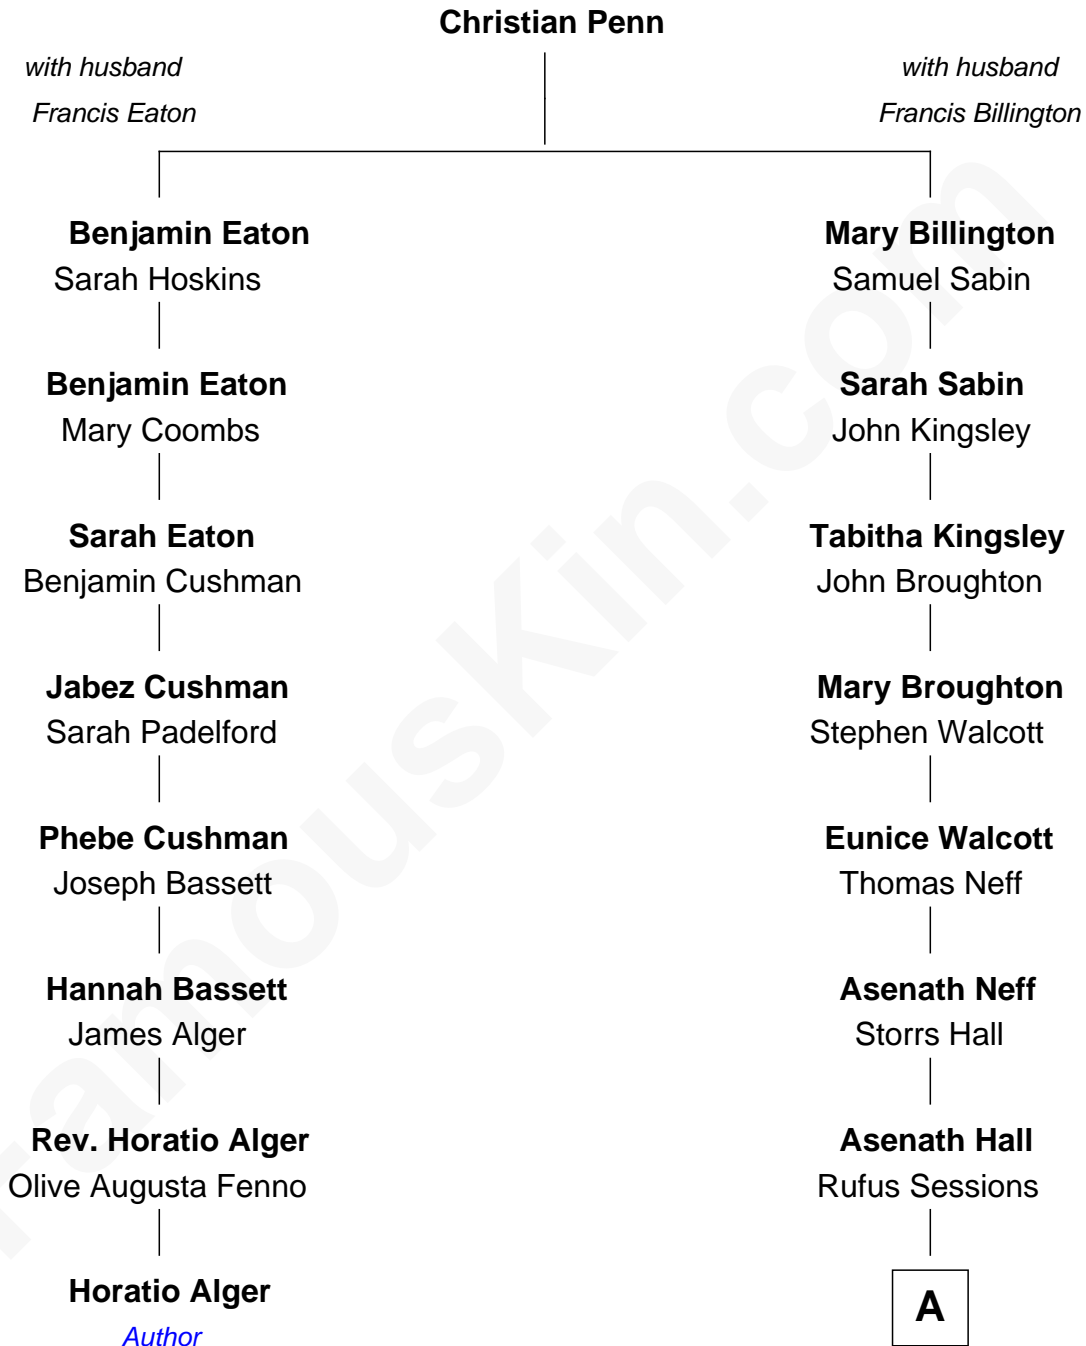 Christian Penn
with husband
Francis Eaton
with husband
Francis Billington
Benjamin Eaton
Sarah Hoskins
Mary Billington
Samuel Sabin
Benjamin Eaton
Mary Coombs
Sarah Sabin
John Kingsley
Sarah Eaton
Benjamin Cushman
Tabitha Kingsley
John Broughton
Jabez Cushman
Sarah Padelford
Mary Broughton
Stephen Walcott
Phebe Cushman
Joseph Bassett
Eunice Walcott
Thomas Neff
Hannah Bassett
James Alger
Asenath Neff
Storrs Hall
Rev. Horatio Alger
Olive Augusta Fenno
Asenath Hall
Rufus Sessions
Horatio Alger
Author
A
FamousKin.com